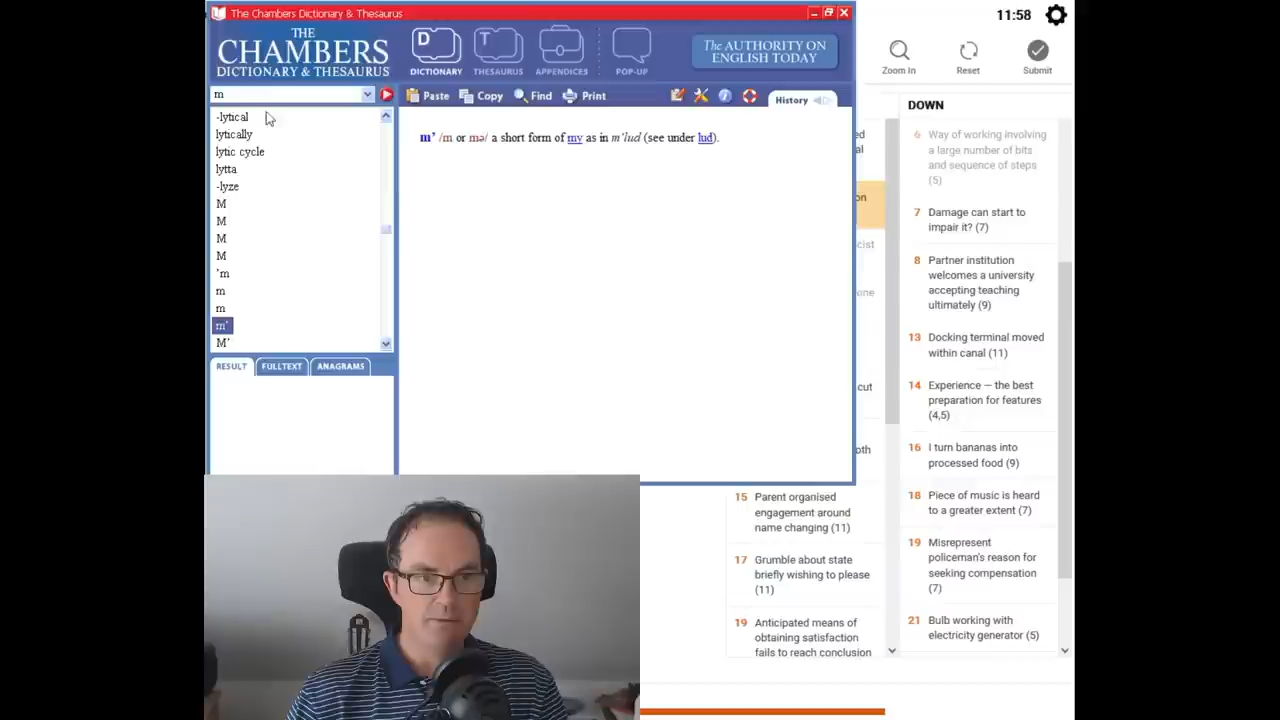 The Chambers Dictionary & Thesaurus
11:58
THE
CHAMBERS
DICTIONARY & THESAURUS
D
DICTIONARY
T
THESAURUS
APPENDICES
POP-UP
The AUTHORITY ON
ENGLISH TODAY
Zoom In
Reset
Submit
m
Paste
Copy
Find
Print
History
-lytical
lytically
lytic cycle
lytta
-lyze
M
M
M
M
'm
m
m
m'
M'
m' /m or mə/ a short form of my as in m'lud (see under lud).
RESULT
FULLTEXT
ANAGRAMS
ed
al
on
cist
one
cut
oth
15 Parent organised
engagement around
name changing (11)
17 Grumble about state
briefly wishing to please
(11)
19 Anticipated means of
obtaining satisfaction
fails to reach conclusion
DOWN
6 Way of working involving
a large number of bits
and sequence of steps
(5)
7 Damage can start to
impair it? (7)
8 Partner institution
welcomes a university
accepting teaching
ultimately (9)
13 Docking terminal moved
within canal (11)
14 Experience — the best
preparation for features
(4,5)
16 I turn bananas into
processed food (9)
18 Piece of music is heard
to a greater extent (7)
19 Misrepresent
policeman's reason for
seeking compensation
(7)
21 Bulb working with
electricity generator (5)